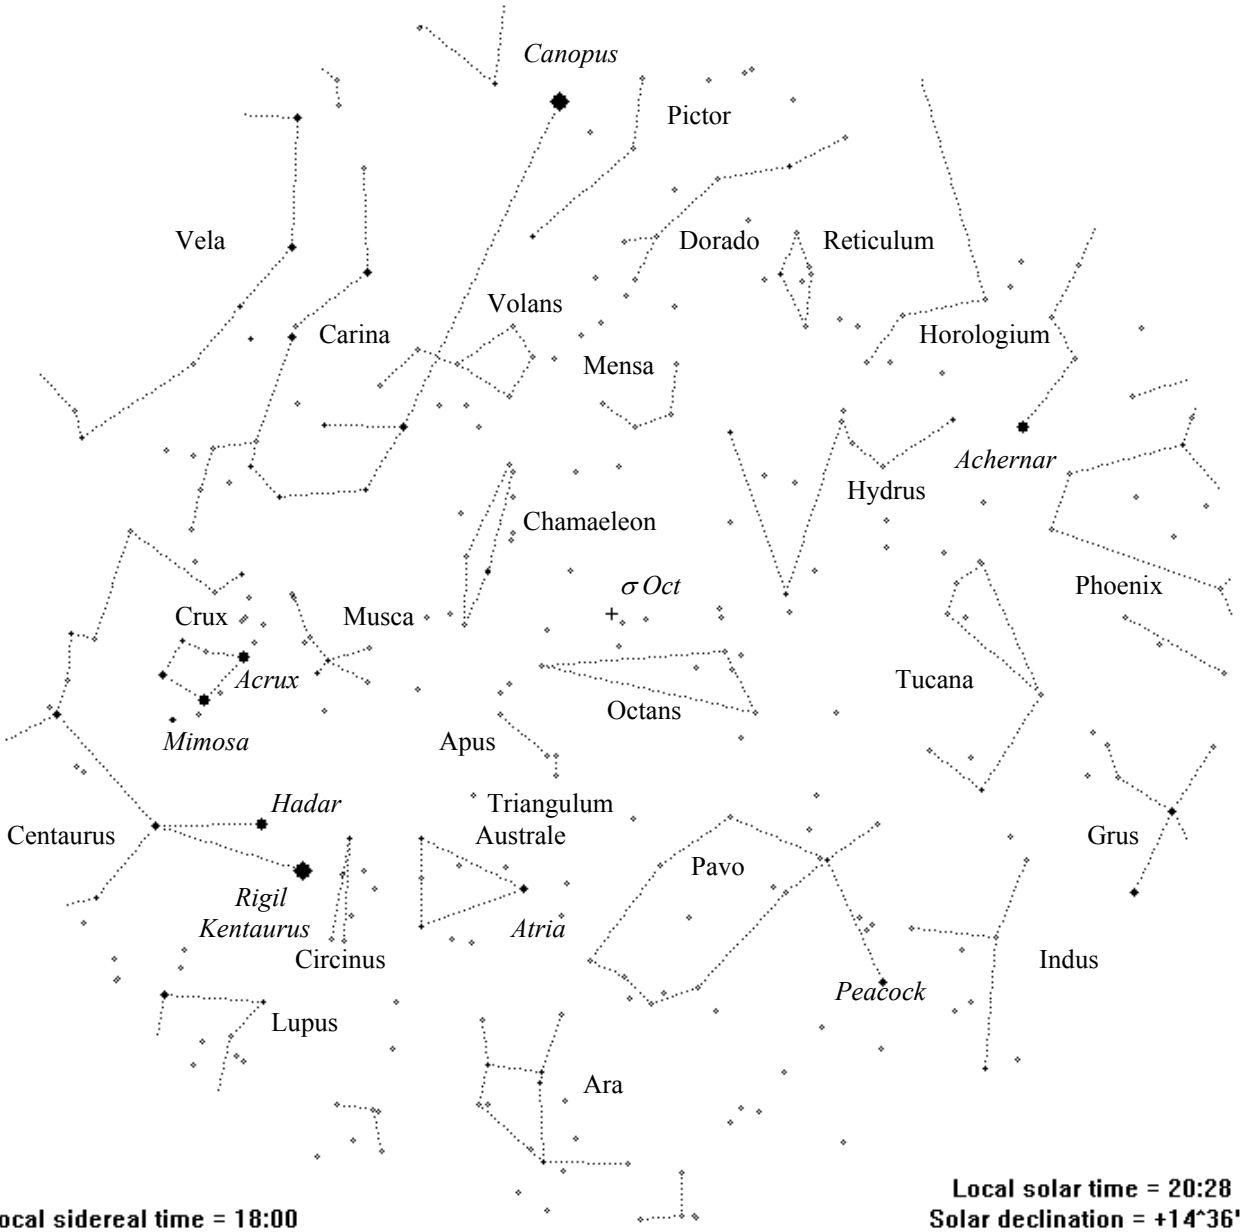 Canopus
Pictor
Vela
Dorado
Reticulum
Volans
Carina
Horologium
Mensa
Achernar
Hydrus
Chamaeleon
σ Oct
Phoenix
Crux
Musca
Acrux
Tucana
Octans
Mimosa
Apus
Hadar
Triangulum
Australe
Centaurus
Grus
Pavo
Rigil
Kentaurus
Atria
Circinus
Indus
Peacock
Lupus
Ara
Local solar time = 20:28
ocal sidereal time = 18:00
Solar declination = +14^36'